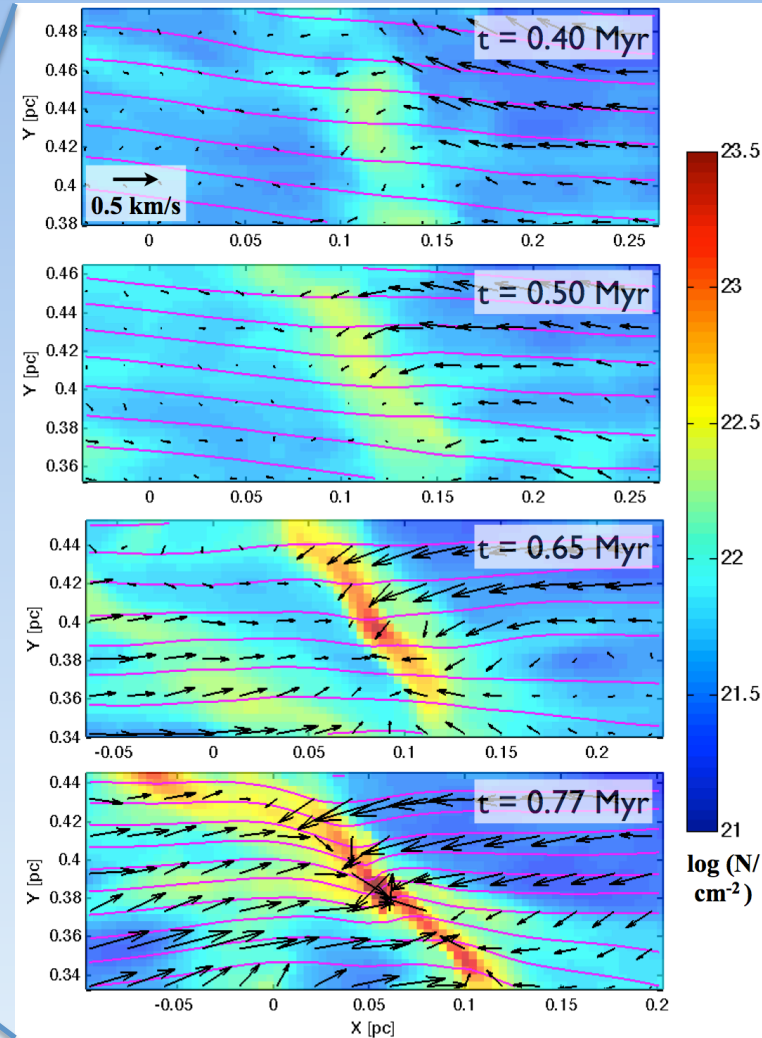 t = 0.40 Myr
0.48
0.46
0.44
0.42
0.4
0.38
Y [pc]
0.5 km/s
0 0.05 0.1 0.15 0.2 0.25
t = 0.50 Myr
0.46
0.44
0.42
0.4
0.38
0.36
Y [pc]
0 0.05 0.1 0.15 0.2 0.25
t = 0.65 Myr
0.44
0.42
0.4
0.38
0.36
0.34
Y [pc]
-0.05 0 0.05 0.1 0.15 0.2
t = 0.77 Myr
0.44
0.42
0.4
0.38
0.36
0.34
Y [pc]
-0.05 0 0.05 0.1 0.15 0.2
X [pc]
23.5
23
22.5
22
21.5
21
log (N/
cm-2)